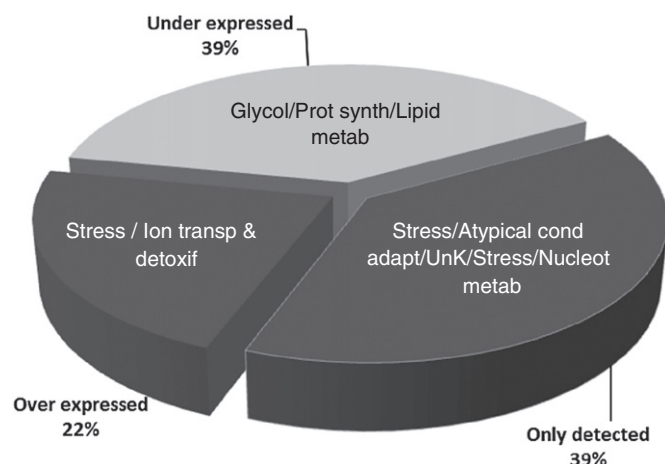 Under expressed
39%
Glycol/Prot synth/Lipid
metab
Stress / Ion transp &
detoxif
Stress/Atypical cond
adapt/UnK/Stress/Nucleot
metab
Over expressed
22%
Only detected
39%